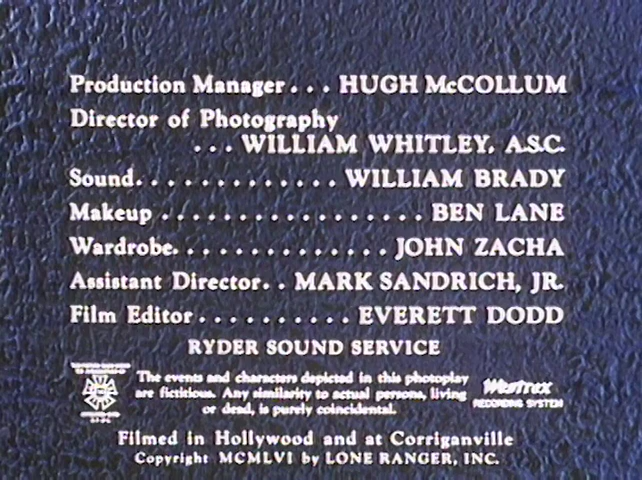 Production Manager . . . HUGH McCOLLUM
Director of Photography
. . . WILLIAM WHITLEY, A.S.C.
Sound. . . . . . . . . . . . . WILLIAM BRADY
Makeup . . . . . . . . . . . . . . . . . BEN LANE
Wardrobe. . . . . . . . . . . . . . . JOHN ZACHA
Assistant Director. . MARK SANDRICH, JR.
Film Editor . . . . . . . . . . EVERETT DODD
RYDER SOUND SERVICE
The events and characters depicted in this photoplay
are fictitious. Any similarity to actual persons, living
or dead, is purely coincidental.
Westrex
RECORDING SYSTEM
Filmed in Hollywood and at Corriganville
Copyright MCMLVI by LONE RANGER, INC.